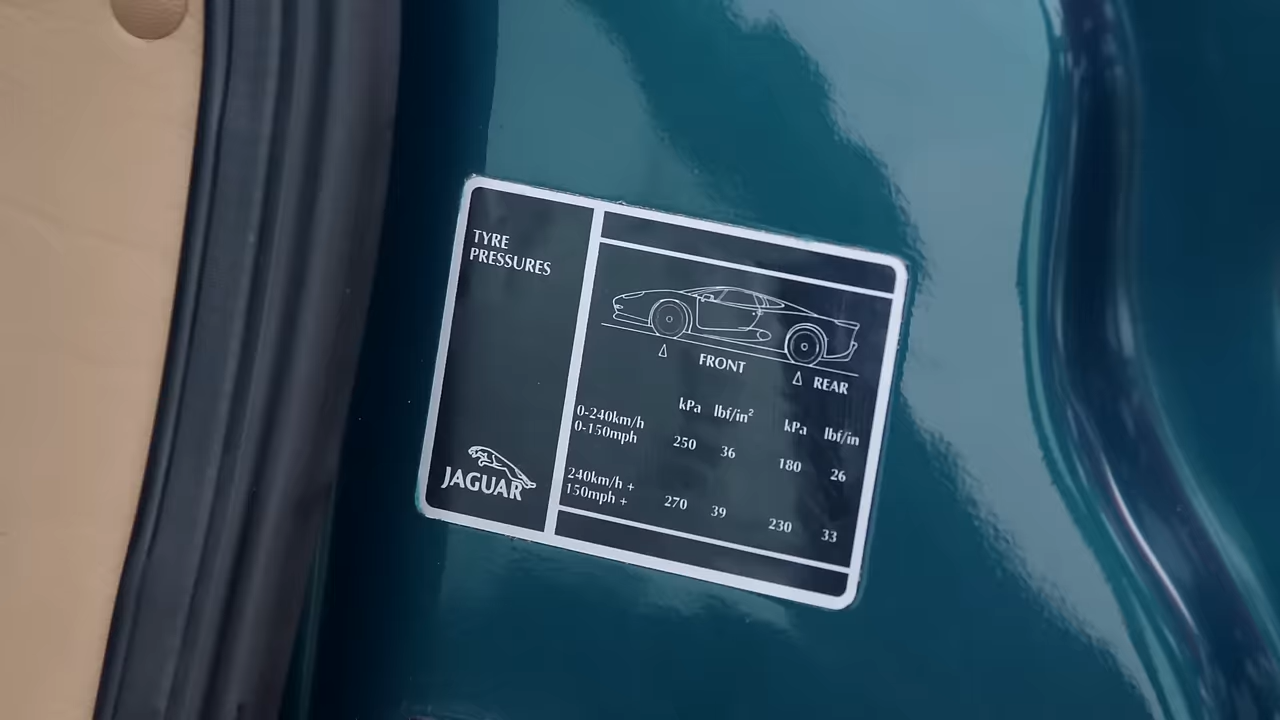 TYRE
PRESSURES
FRONT
REAR
kPa lbf/in² kPa lbf/in
0-240km/h
0-150mph 250 36 180 26
240km/h +
150mph + 270 39 230 33
JAGUAR